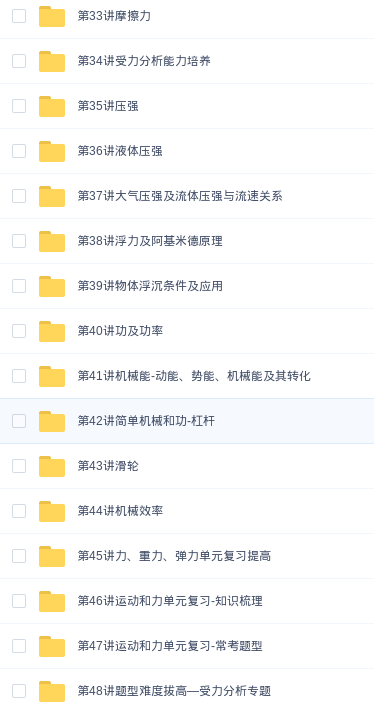 第33讲摩擦力
第34讲受力分析能力培养
第35讲压强
第36讲液体压强
第37讲大气压强及流体压强与流速关系
第38讲浮力及阿基米德原理
第39讲物体浮沉条件及应用
第40讲功及功率
第41讲机械能-动能、势能、机械能及其转化
第42讲简单机械和功-杠杆
第43讲滑轮
第44讲机械效率
第45讲力、重力、弹力单元复习提高
第46讲运动和力单元复习-知识梳理
第47讲运动和力单元复习-常考题型
第48讲题型难度拔高—受力分析专题